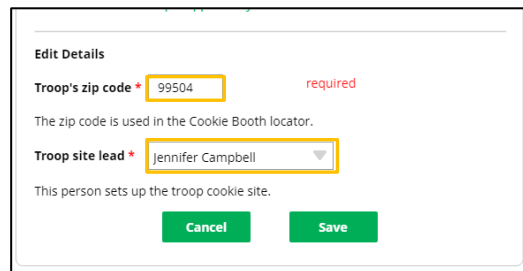 Edit Details
Troop's zip code * 99504 required
The zip code is used in the Cookie Booth locator.
Troop site lead * Jennifer Campbell
This person sets up the troop cookie site.
Cancel Save